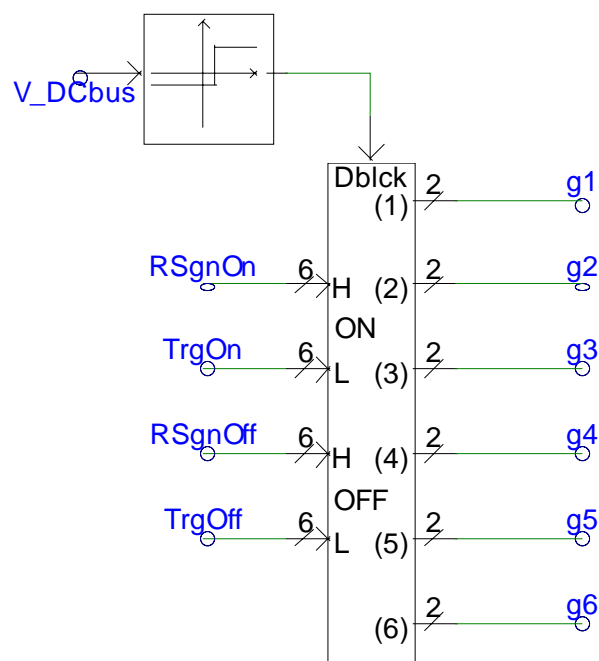 V_DCbus
Dblck
(1) 2 g1
RSgnOn 6 H (2) 2 g2
ON
TrgOn 6 L (3) 2 g3
RSgnOff 6 H (4) 2 g4
OFF
TrgOff 6 L (5) 2 g5
(6) 2 g6